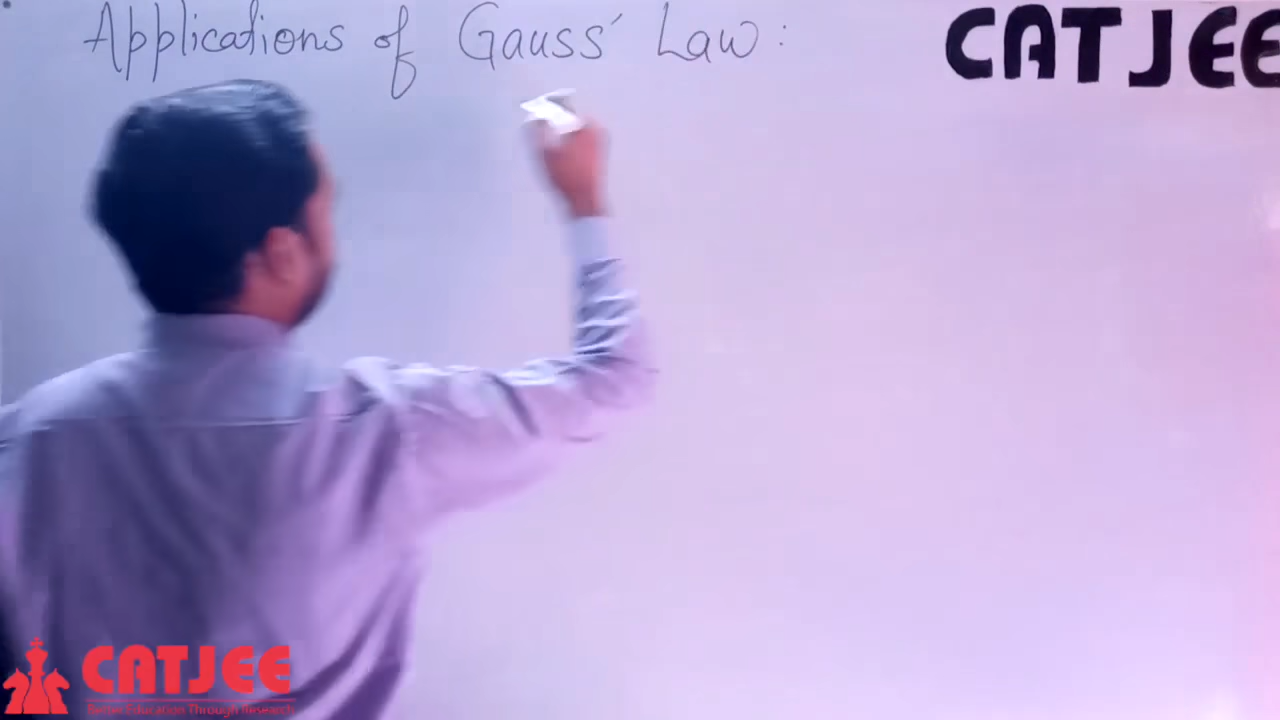 Applications of Gauss' Law :
CATJEE
CATJEE
Better Education Through Research